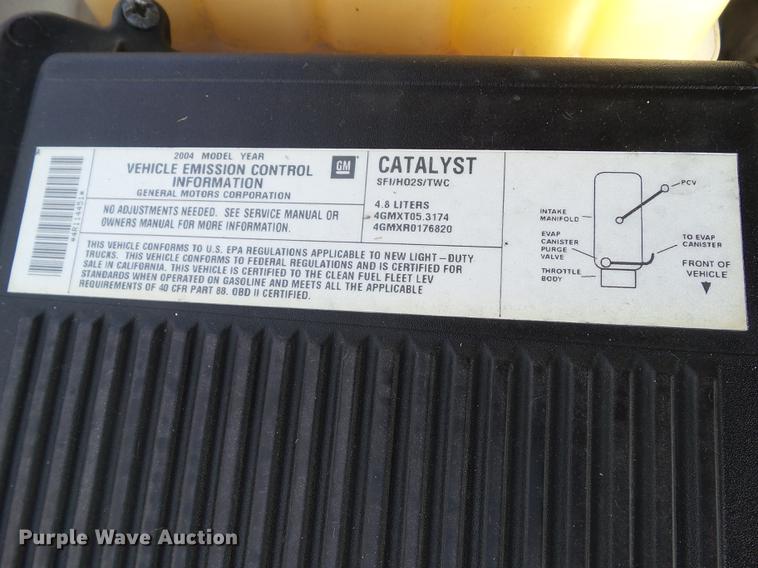 *4R114451*
2004 MODEL YEAR
VEHICLE EMISSION CONTROL
INFORMATION
GENERAL MOTORS CORPORATION
GM
NO ADJUSTMENTS NEEDED. SEE SERVICE MANUAL OR
OWNERS MANUAL FOR MORE INFORMATION.
CATALYST
SFI/HO2S/TWC
4.8 LITERS
4GMXT05.3174
4GMXR0176820
THIS VEHICLE CONFORMS TO U.S. EPA REGULATIONS APPLICABLE TO NEW LIGHT-DUTY
TRUCKS. THIS VEHICLE CONFORMS TO FEDERAL REGULATIONS AND IS CERTIFIED FOR
SALE IN CALIFORNIA. THIS VEHICLE IS CERTIFIED TO THE CLEAN FUEL FLEET LEV
STANDARDS WHEN OPERATED ON GASOLINE AND MEETS ALL THE APPLICABLE
REQUIREMENTS OF 40 CFR PART 88. OBD II CERTIFIED.
PCV
INTAKE
MANIFOLD
EVAP
CANISTER
PURGE
VALVE
THROTTLE
BODY
TO EVAP
CANISTER
FRONT OF
VEHICLE
Purple Wave Auction